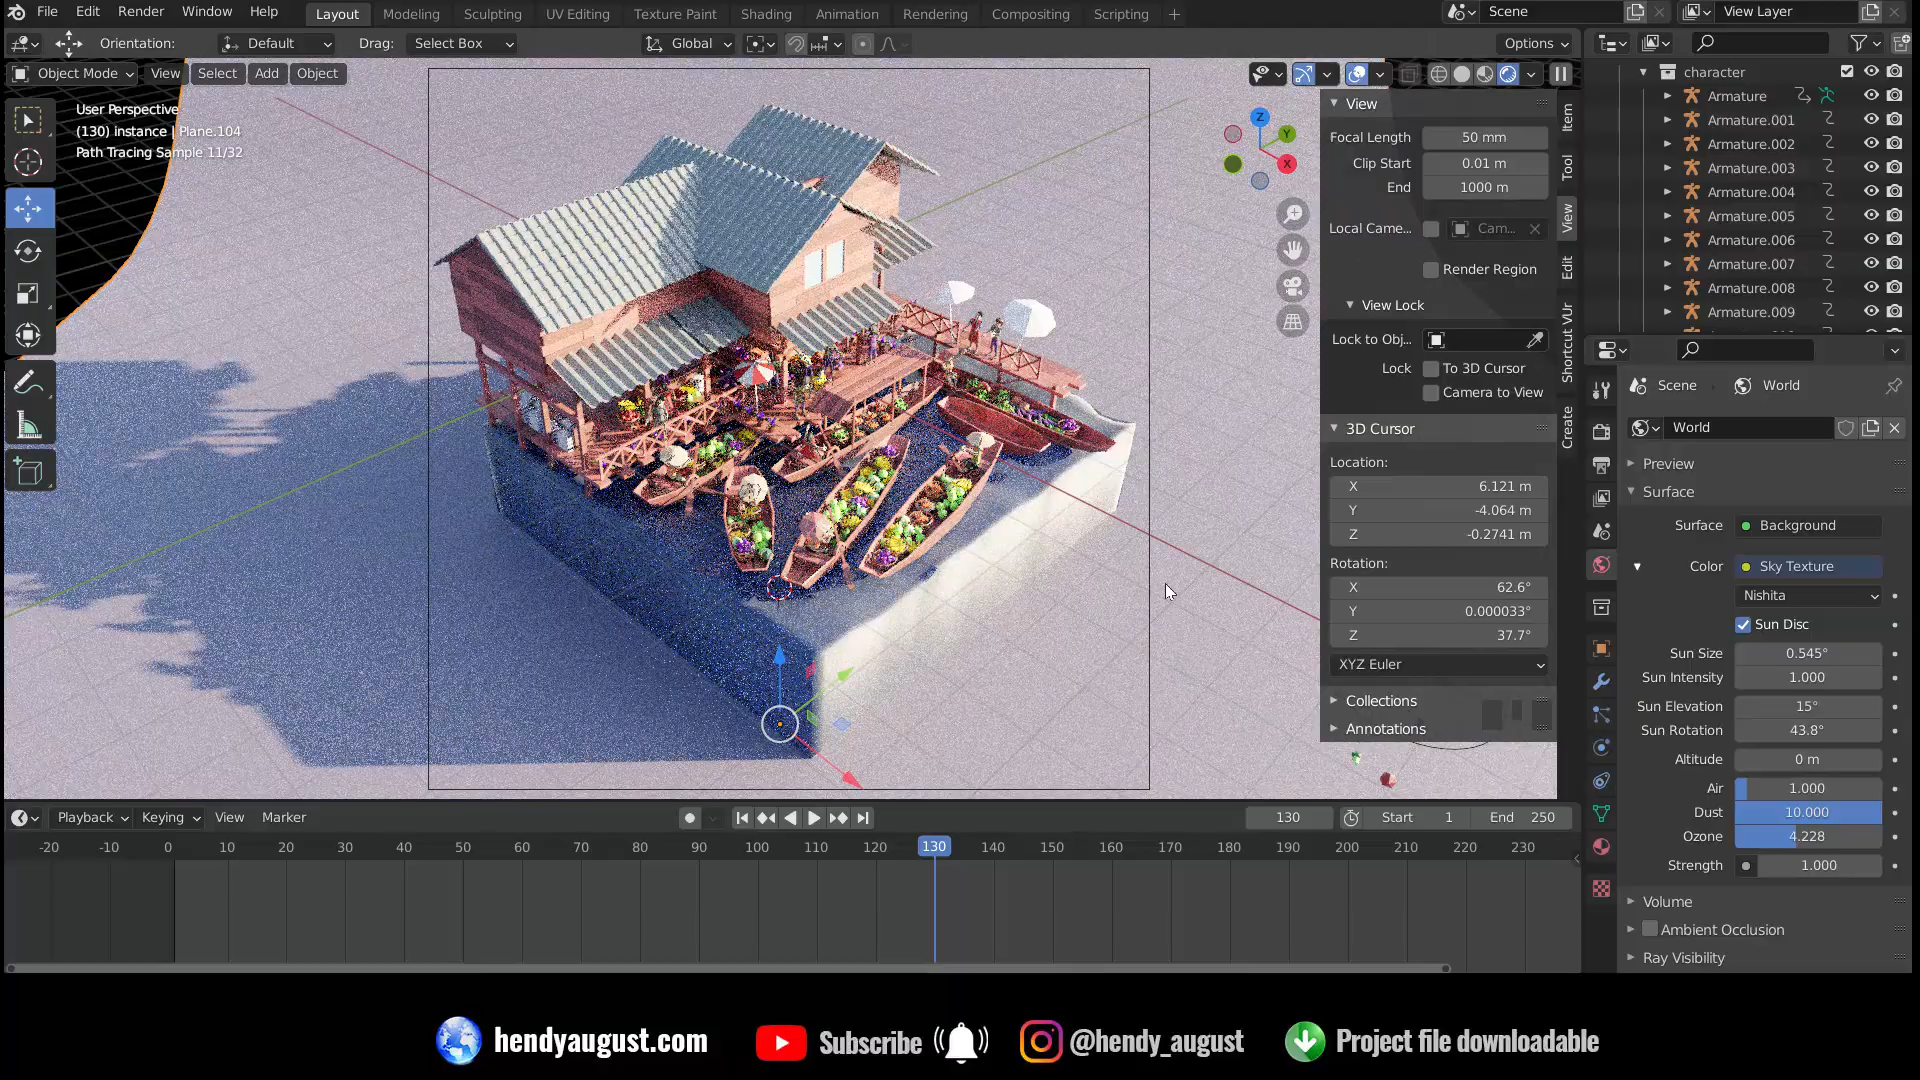 File Edit Render Window Help Layout Modeling Sculpting UV Editing Texture Paint Shading Animation Rendering Compositing Scripting + Scene View Layer
Orientation: Default Drag: Select Box Global Options
Object Mode View Select Add Object
User Perspective
(130) instance | Plane.104
Path Tracing Sample 11/32
Z
Y
X
View
Focal Length 50 mm
Clip Start 0.01 m
End 1000 m
Local Came... Cam...
Render Region
View Lock
Lock to Obj...
Lock To 3D Cursor
Camera to View
3D Cursor
Location:
X 6.121 m
Y -4.064 m
Z -0.2741 m
Rotation:
X 62.6°
Y 0.000033°
Z 37.7°
XYZ Euler
Collections
Annotations
Item
Tool
View
Edit
Shortcut VUr
Create
character
Armature
Armature.001
Armature.002
Armature.003
Armature.004
Armature.005
Armature.006
Armature.007
Armature.008
Armature.009
Scene World
World
Preview
Surface
Surface Background
Color Sky Texture
Nishita
Sun Disc
Sun Size 0.545°
Sun Intensity 1.000
Sun Elevation 15°
Sun Rotation 43.8°
Altitude 0 m
Air 1.000
Dust 10.000
Ozone 4.228
Strength 1.000
Volume
Ambient Occlusion
Ray Visibility
Playback Keying View Marker 130 Start 1 End 250
-20 -10 0 10 20 30 40 50 60 70 80 90 100 110 120 130 140 150 160 170 180 190 200 210 220 230
hendyaugust.com Subscribe @hendy_august Project file downloadable